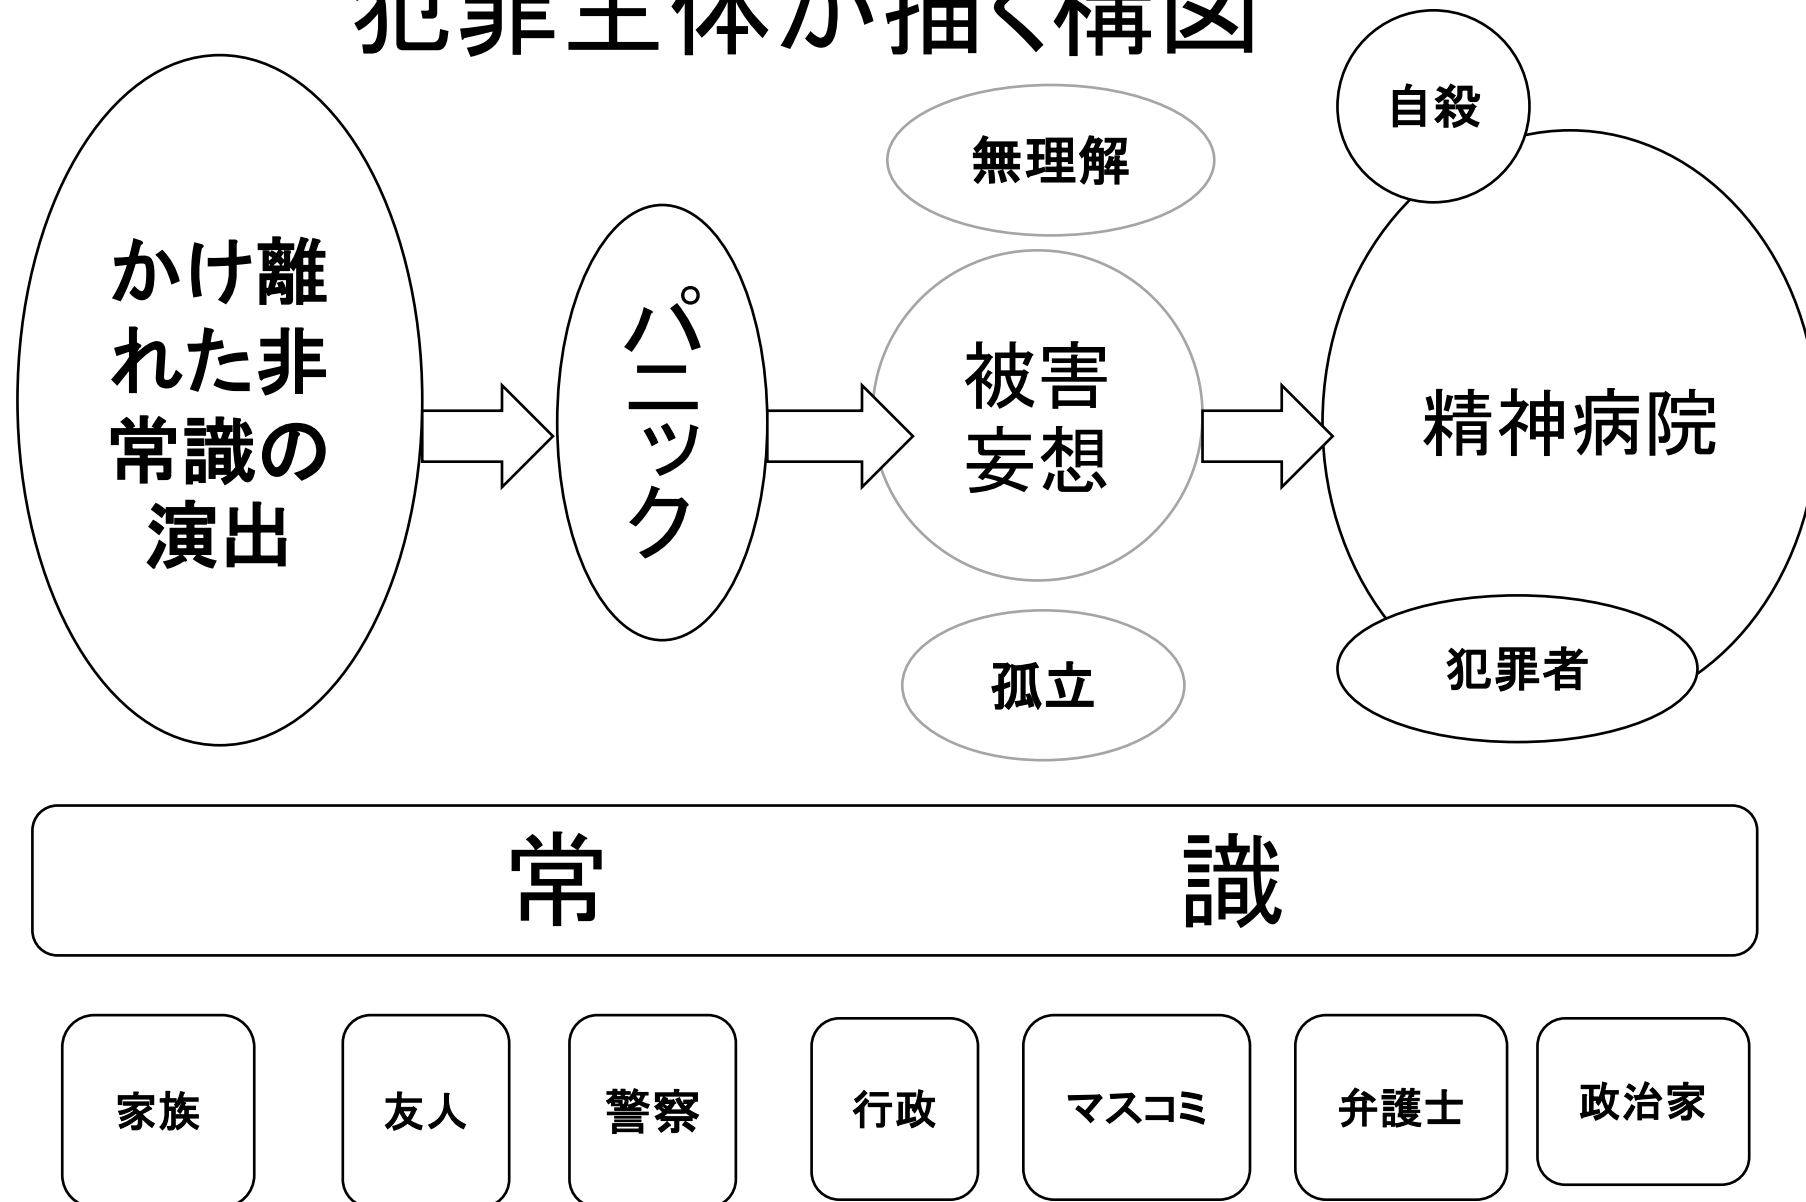 犯罪主体が描く構図
自殺
無理解
かけ離
れた非
常識の
演出
パニック
被害
妄想
精神病院
孤立
犯罪者
常識
家族
友人
警察
行政
マスコミ
弁護士
政治家